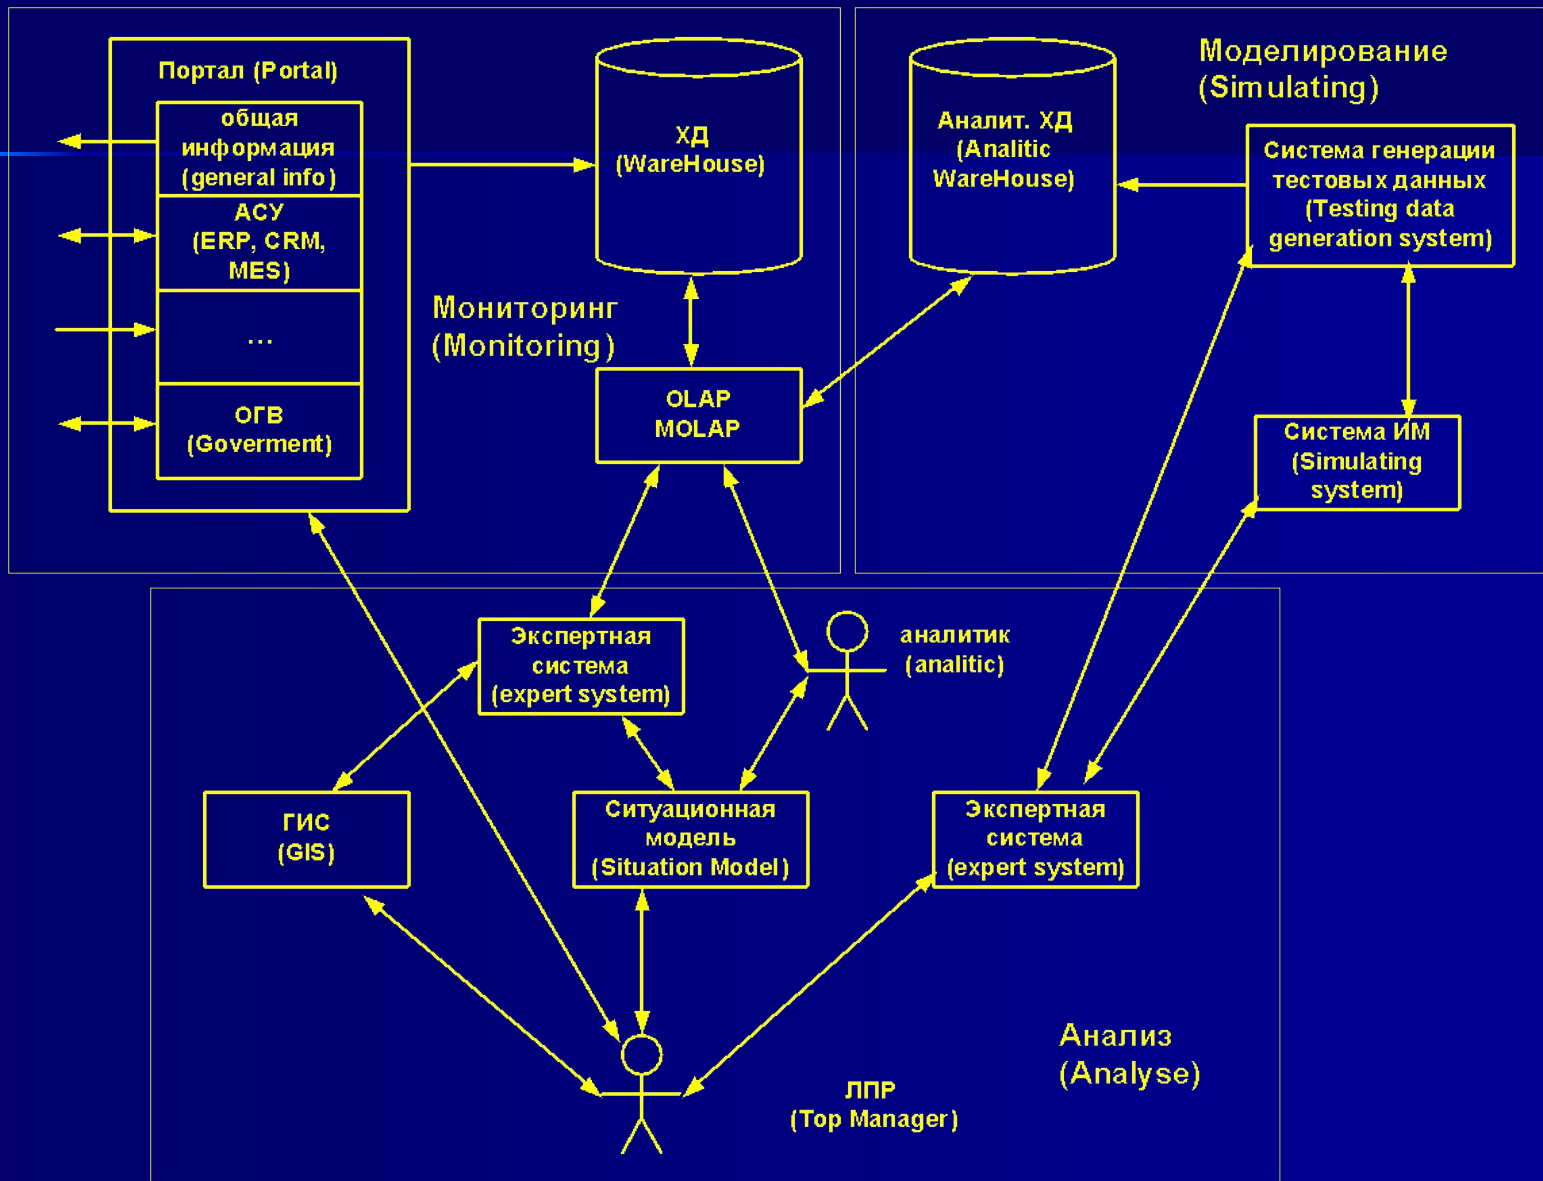 Портал (Portal)
общая
информация
(general info)
АСУ
(ERP, CRM,
MES)
...
ОГВ
(Goverment)
ХД
(WareHouse)
Мониторинг
(Monitoring)
OLAP
MOLAP
Моделирование
(Simulating)
Аналит. ХД
(Analitic
WareHouse)
Система генерации
тестовых данных
(Testing data
generation system)
Система ИМ
(Simulating
system)
Экспертная
система
(expert system)
аналитик
(analitic)
ГИС
(GIS)
Ситуационная
модель
(Situation Model)
Экспертная
система
(expert system)
Анализ
(Analyse)
ЛПР
(Top Manager)